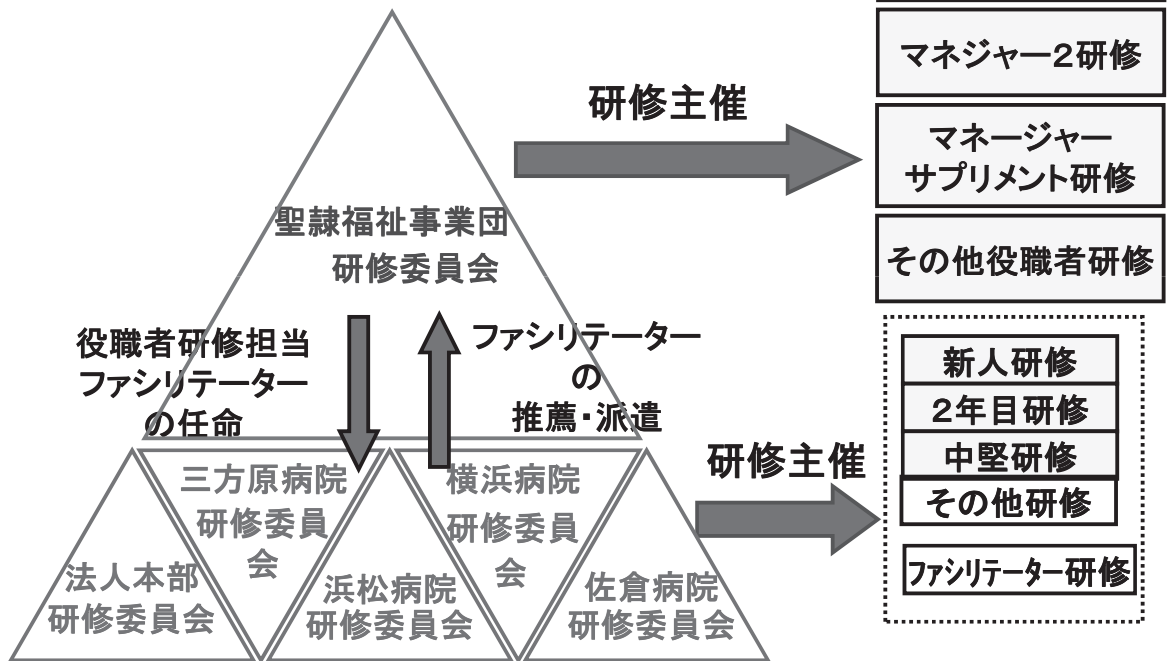 マネジャー2研修
研修主催
マネージャー
サプリメント研修
聖隷福祉事業団
研修委員会
その他役職者研修
役職者研修担当
ファシリテーター
の任命
ファシリテーター
の
推薦・派遣
新人研修
2年目研修
中堅研修
その他研修
ファシリテーター研修
研修主催
三方原病院
研修委員
会
横浜病院
研修委員
会
法人本部
研修委員会
浜松病院
研修委員会
佐倉病院
研修委員会